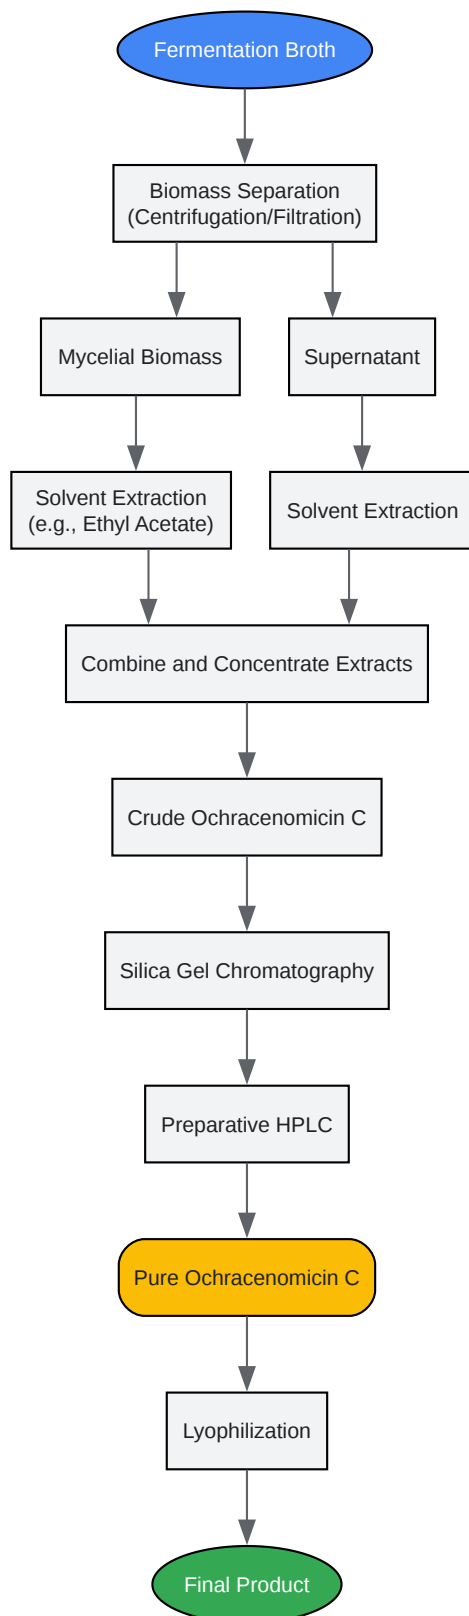 Fermentation Broth
Biomass Separation
(Centrifugation/Filtration)
Mycelial Biomass
Supernatant
Solvent Extraction
(e.g., Ethyl Acetate)
Solvent Extraction
Combine and Concentrate Extracts
Crude Ochracenomicin C
Silica Gel Chromatography
Preparative HPLC
Pure Ochracenomicin C
Lyophilization
Final Product